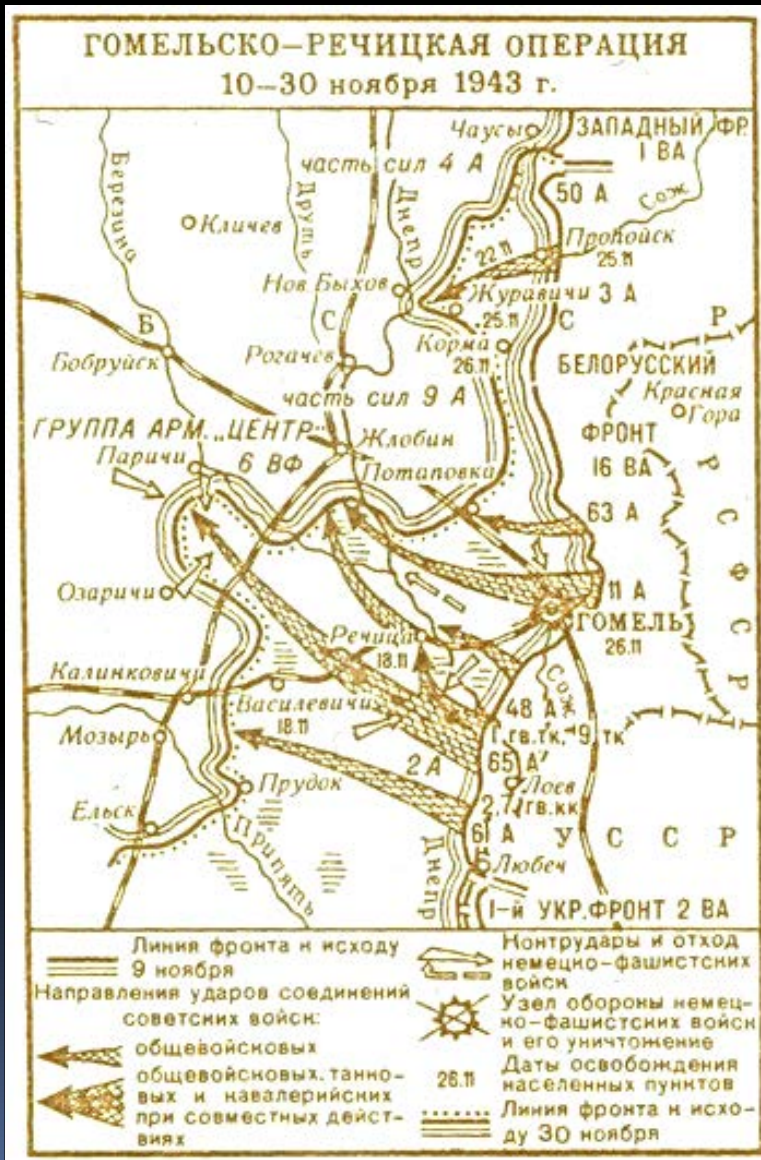 ГОМЕЛЬСКО–РЕЧИЦКАЯ ОПЕРАЦИЯ
10–30 ноября 1943 г.
Чаусы
ЗАПАДНЫЙ ФР.
1 ВА
часть сил 4 А
50 А
Березина
Друть
Днепр
Сож
Кличев
Пропойск
25.11
22.11
Нов. Быхов
Журавичи
3 А
25.11
Б
С
С
Р
Корма
26.11
Бобруйск
Рогачев
БЕЛОРУССКИЙ
Красная
Гора
часть сил 9 А
ФРОНТ
ГРУППА АРМ. „ЦЕНТР"
Жлобин
Паричи
6 ВФ
Потаповка
16 ВА
Р С Ф С Р
63 А
11 А
Озаричи
ГОМЕЛЬ
26.11
Речица
18.11
Калинковичи
Сож
Василевичи
18.11
48 А
1 гв.тк, 9 тк
Мозырь
65 А
2 А
Лоев
Прудок
2, 7 гв.кк
Ельск
61 А
У С С Р
Припять
Днепр
Любеч
1-й УКР. ФРОНТ 2 ВА
Линия фронта к исходу
9 ноября
Направления ударов соединений
советских войск:
общевойсковых
общевойсковых, танко–
вых и кавалерийских
при совместных дейст–
виях
Контрудары и отход
немецко–фашистских
войск
Узел обороны немец–
ко–фашистских войск
и его уничтожение
26.11
Даты освобождения
населенных пунктов
Линия фронта к исхо–
ду 30 ноября